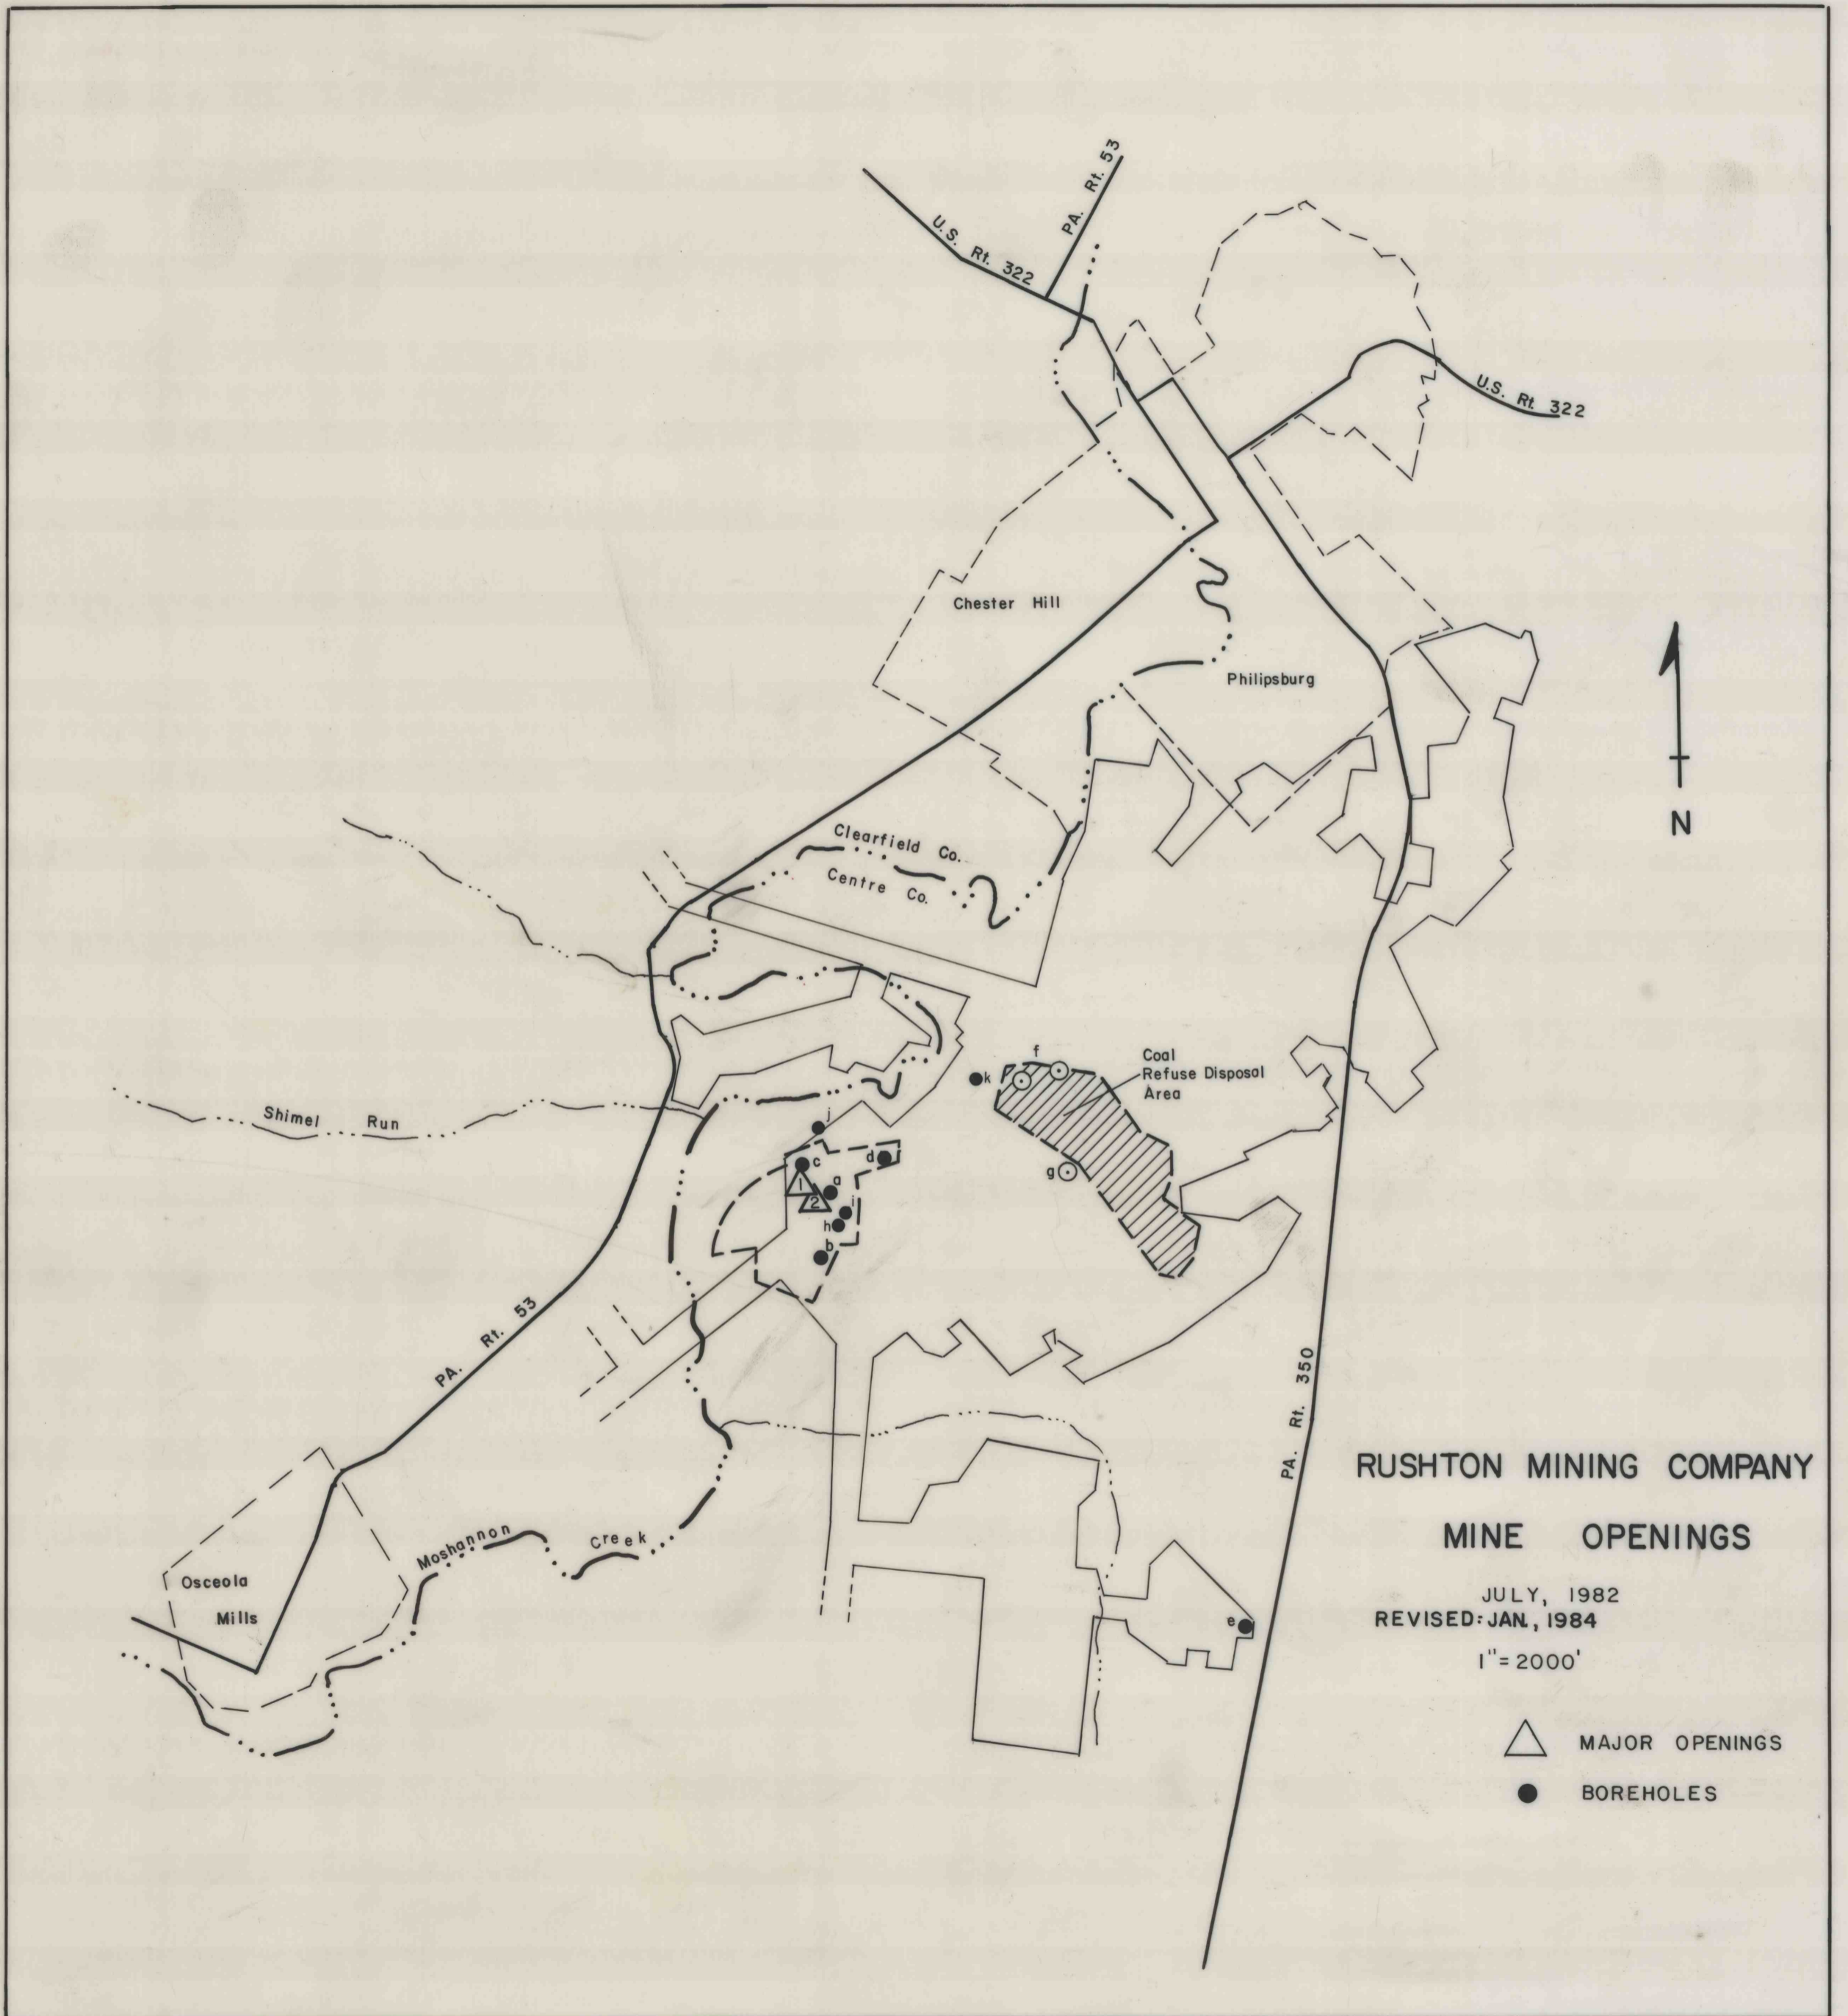 PA. Rt. 53
U.S. Rt. 322
U.S. Rt. 322
Chester Hill
Philipsburg
N
Clearfield Co.
Centre Co.
f
Coal
Refuse Disposal
Area
k
Shimel Run
j
c
d
1
a
g
2
i
h
b
PA. Rt. 53
PA. Rt. 350
RUSHTON MINING COMPANY
MINE OPENINGS
Moshannon Creek
Osceola
Mills
JULY, 1982
REVISED: JAN., 1984
1" = 2000'
e
MAJOR OPENINGS
BOREHOLES